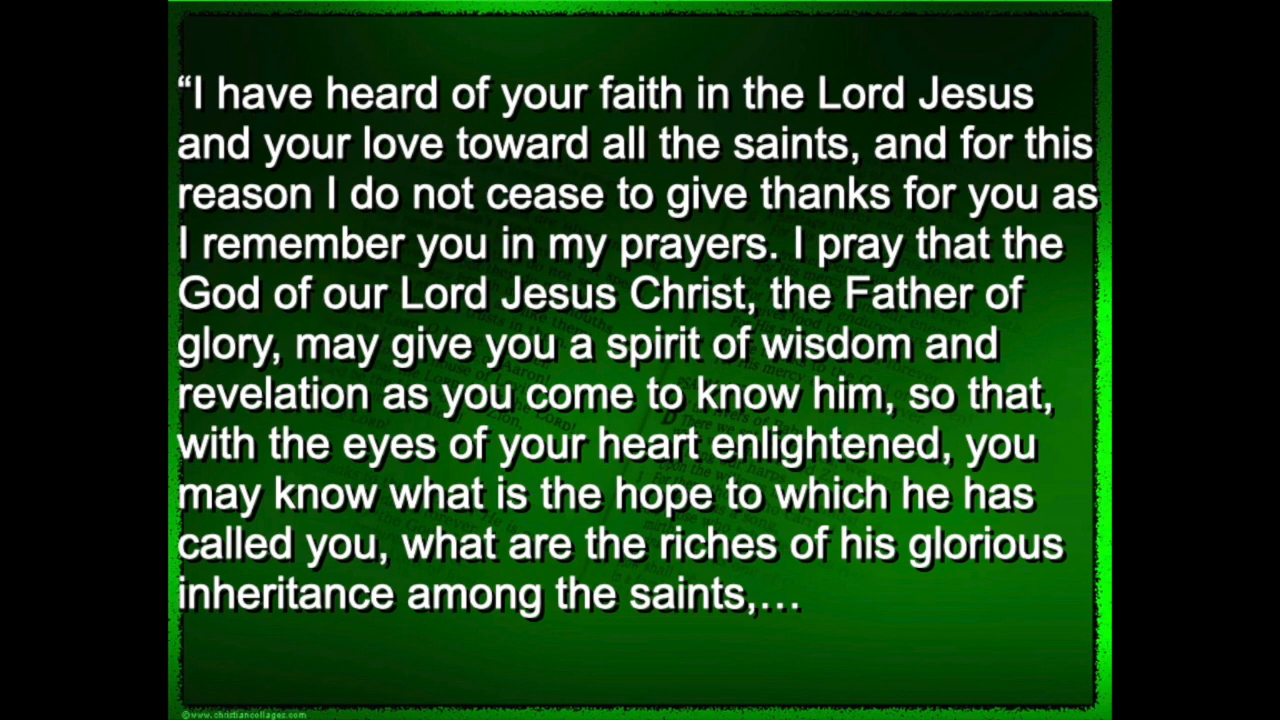 “I have heard of your faith in the Lord Jesus
and your love toward all the saints, and for this
reason I do not cease to give thanks for you as
I remember you in my prayers. I pray that the
God of our Lord Jesus Christ, the Father of
glory, may give you a spirit of wisdom and
revelation as you come to know him, so that,
with the eyes of your heart enlightened, you
may know what is the hope to which he has
called you, what are the riches of his glorious
inheritance among the saints,…
©www.christiancollages.com